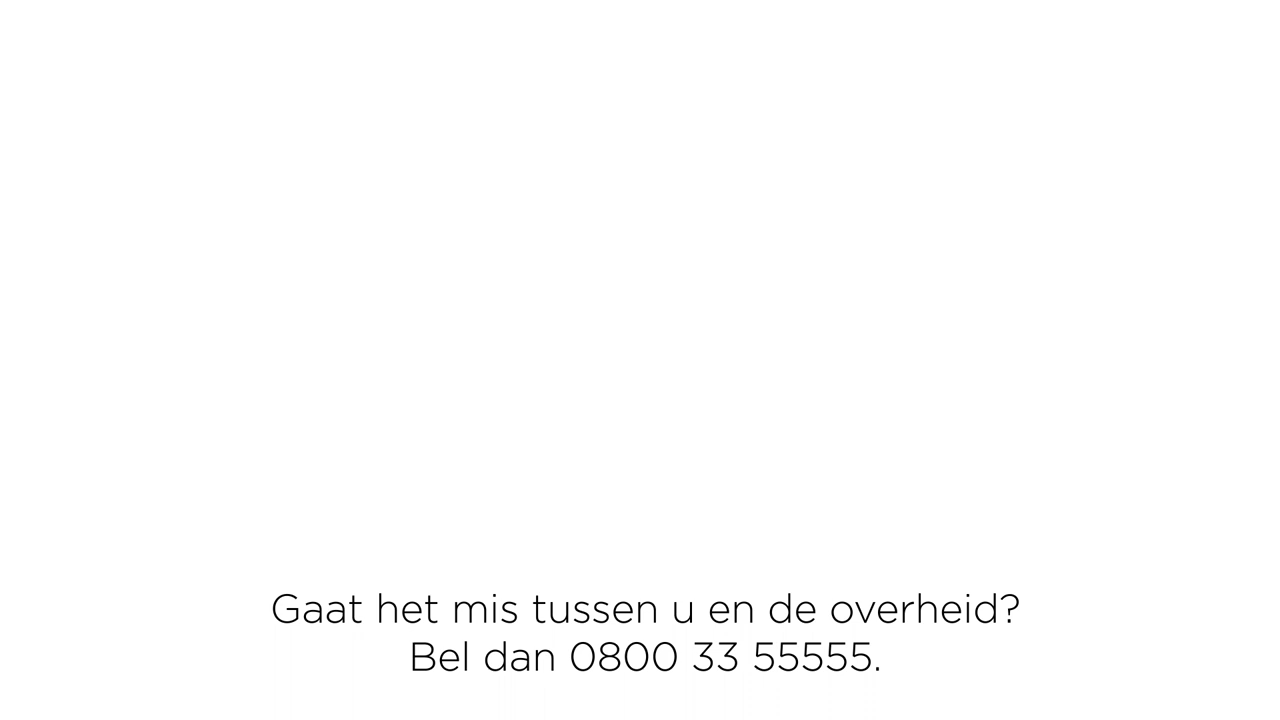 Gaat het mis tussen u en de overheid?
Bel dan 0800 33 55555.